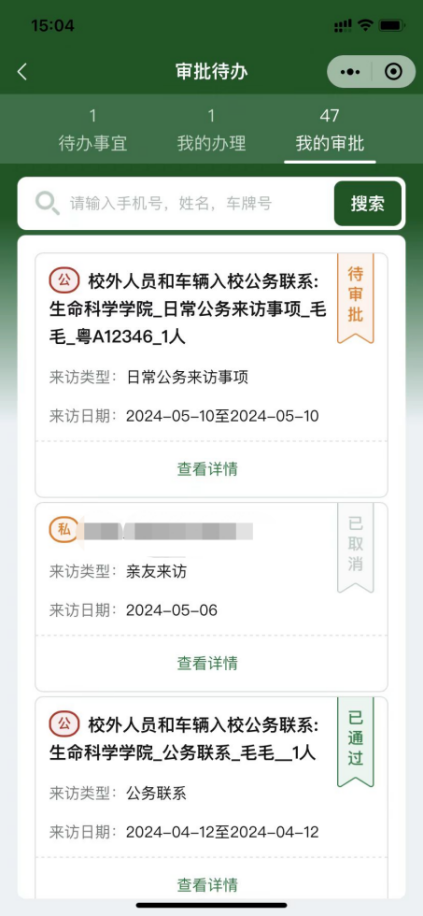 15:04
审批待办
1
待办事宜
1
我的办理
47
我的审批
请输入手机号，姓名，车牌号
搜索
公 校外人员和车辆入校公务联系:
生命科学学院_日常公务来访事项_毛
毛_粤A12346_1人
待审批
来访类型：日常公务来访事项
来访日期：2024-05-10至2024-05-10
查看详情
私
已取消
来访类型：亲友来访
来访日期：2024-05-06
查看详情
公 校外人员和车辆入校公务联系:
生命科学学院_公务联系_毛毛__1人
已通过
来访类型：公务联系
来访日期：2024-04-12至2024-04-12
查看详情